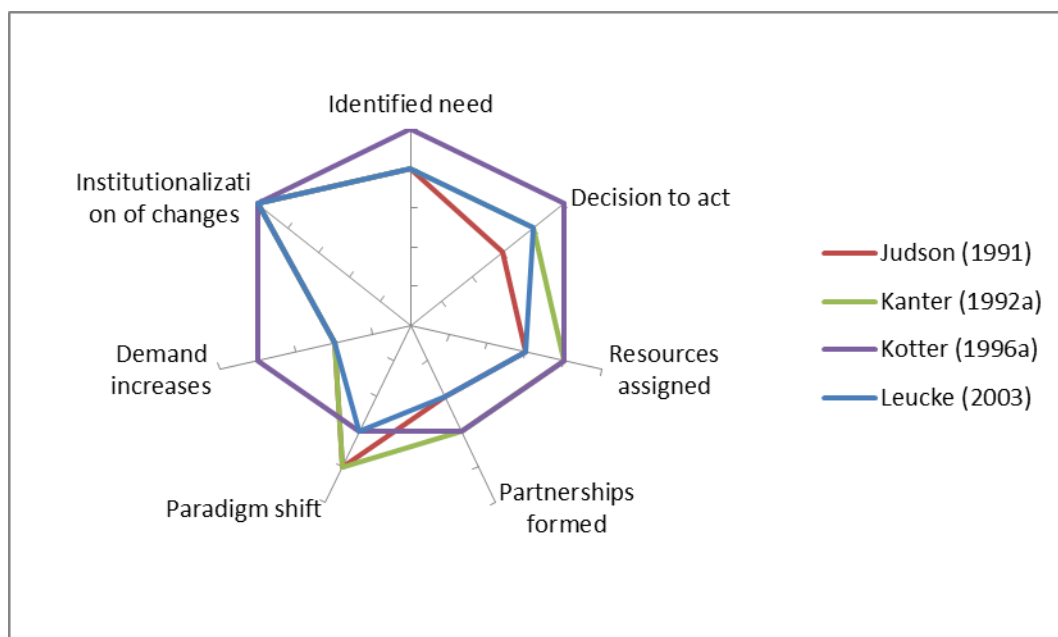 Identified need
Decision to act
Resources
assigned
Partnerships
formed
Paradigm shift
Demand
increases
Institutionalizati
on of changes
Judson (1991)
Kanter (1992a)
Kotter (1996a)
Leucke (2003)